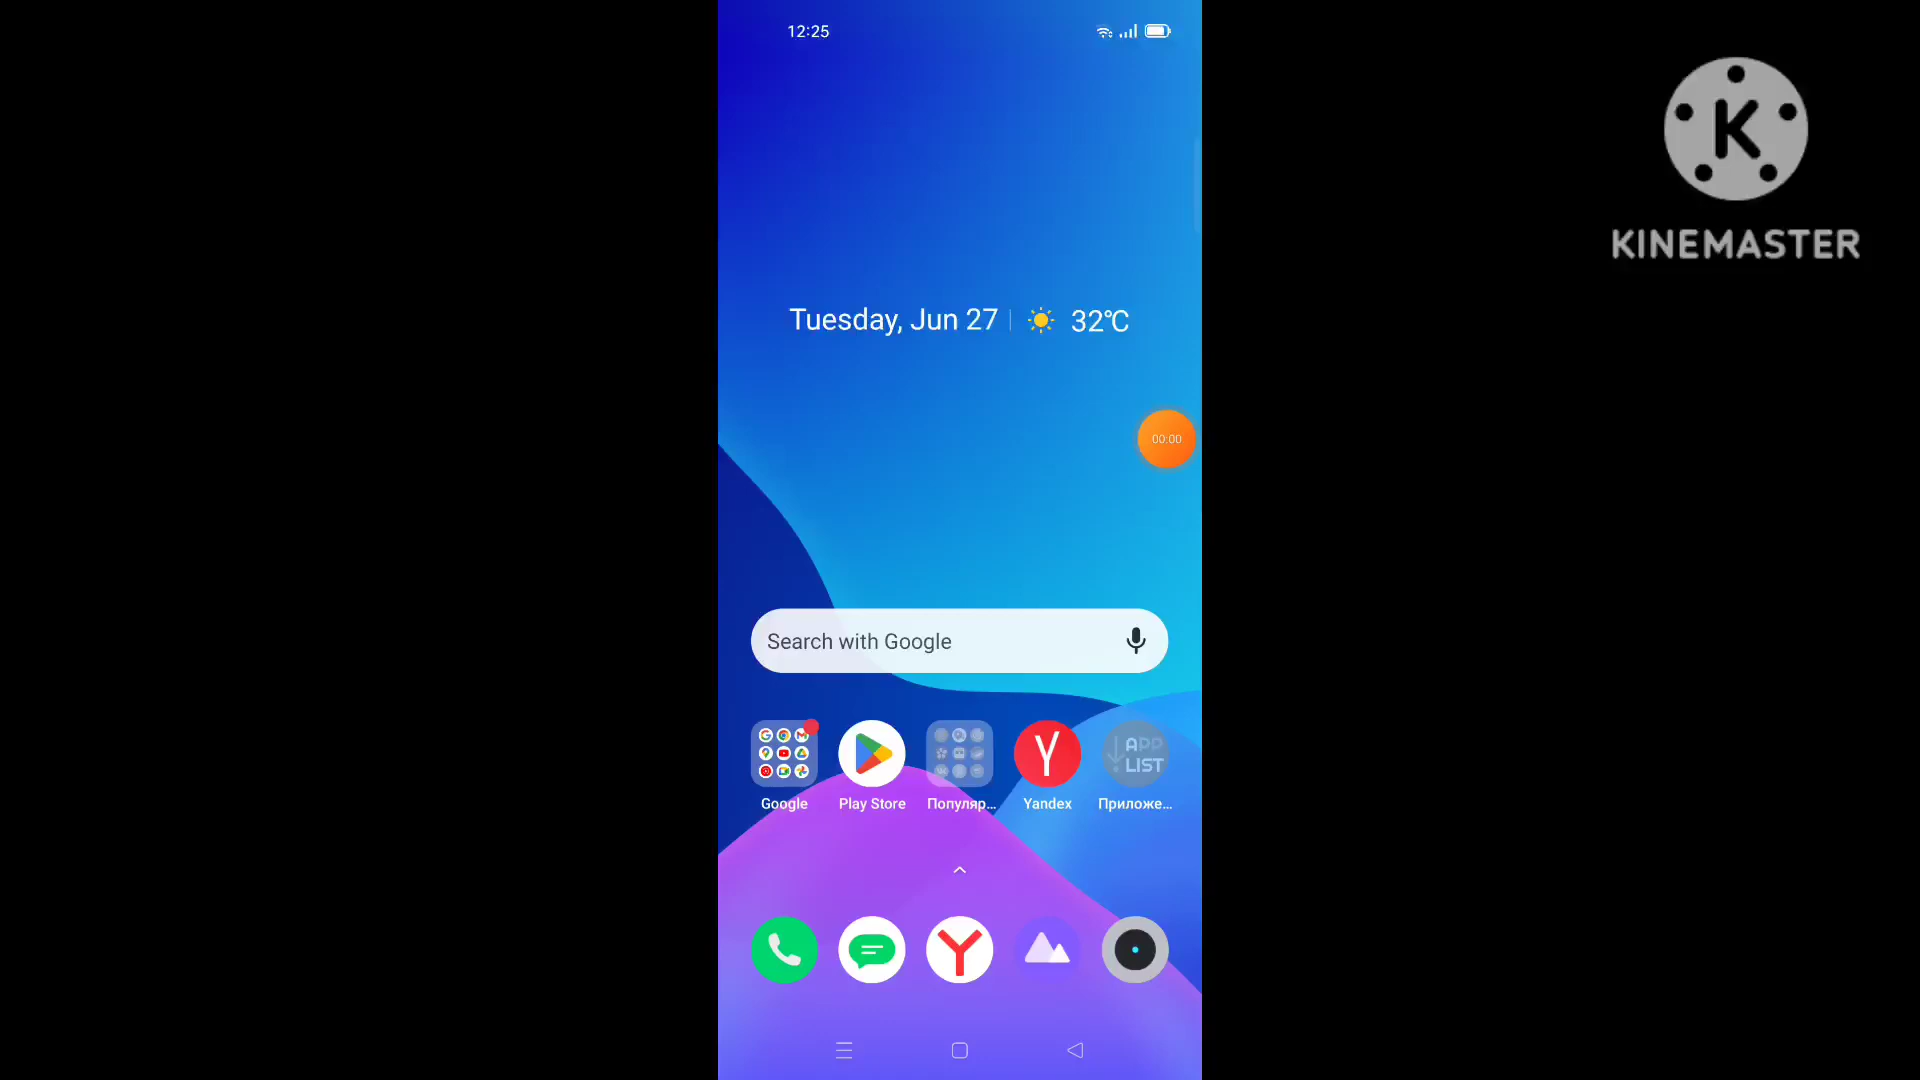 12:25
KINEMASTER
Tuesday, Jun 27 32°C
00:00
Search with Google
APP
LIST
Google Play Store Популяр... Yandex Приложе...